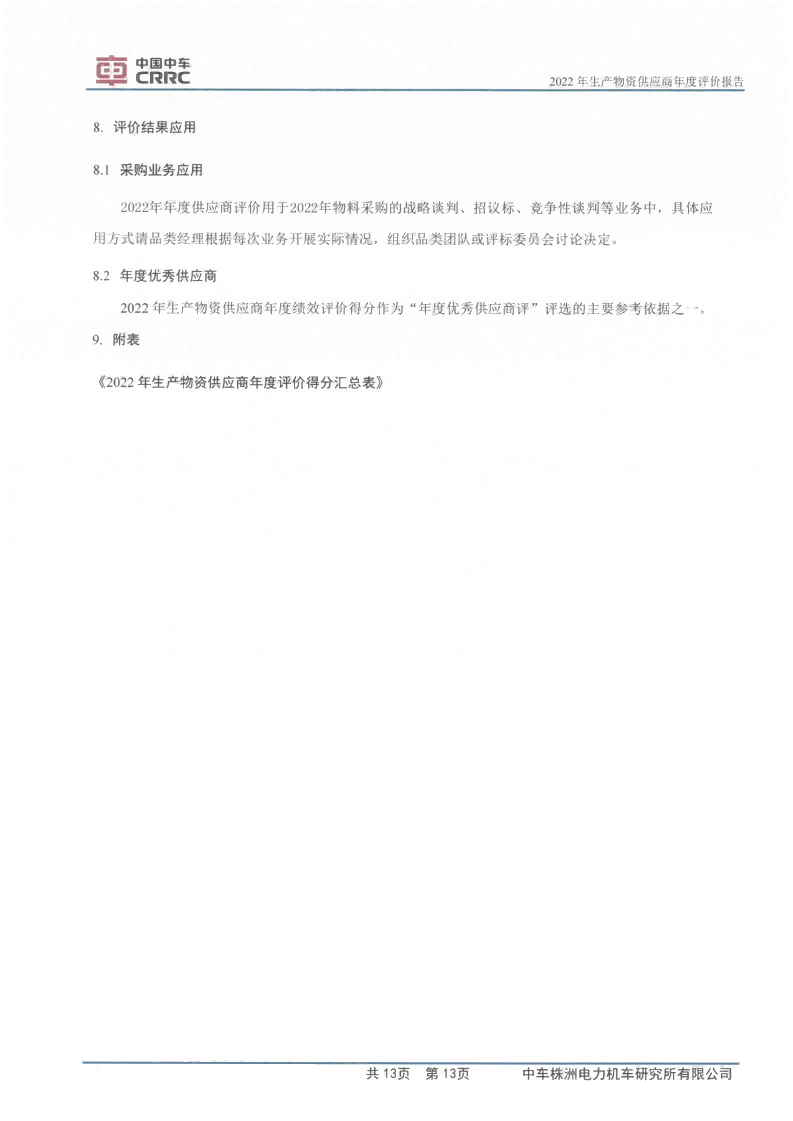 中国中车
CRRC
2022 年生产物资供应商年度评价报告
8. 评价结果应用
8.1 采购业务应用
2022年年度供应商评价用于2022年物料采购的战略谈判、招议标、竞争性谈判等业务中，具体应
用方式请品类经理根据每次业务开展实际情况，组织品类团队或评标委员会讨论决定。
8.2 年度优秀供应商
2022 年生产物资供应商年度绩效评价得分作为“年度优秀供应商评”评选的主要参考依据之一。
9. 附表
《2022 年生产物资供应商年度评价得分汇总表》
共 13页 第 13页 中车株洲电力机车研究所有限公司